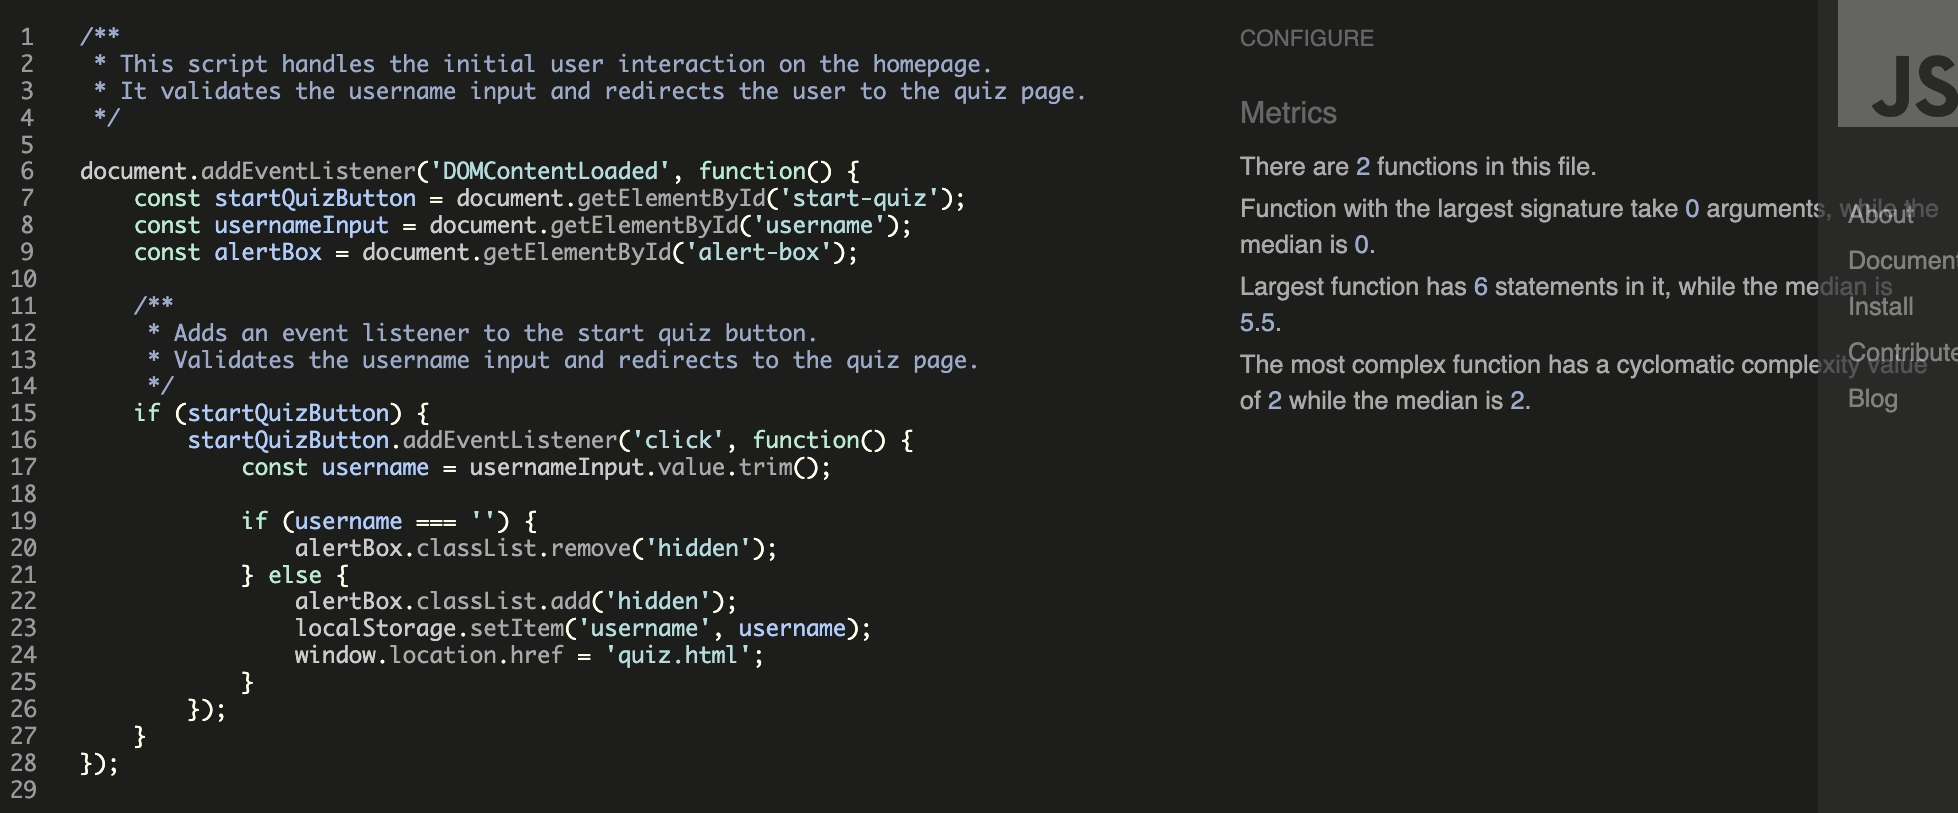 1 /**
2  * This script handles the initial user interaction on the homepage.
3  * It validates the username input and redirects the user to the quiz page.
4  */
5
6 document.addEventListener('DOMContentLoaded', function() {
7     const startQuizButton = document.getElementById('start-quiz');
8     const usernameInput = document.getElementById('username');
9     const alertBox = document.getElementById('alert-box');
10
11     /**
12      * Adds an event listener to the start quiz button.
13      * Validates the username input and redirects to the quiz page.
14      */
15     if (startQuizButton) {
16         startQuizButton.addEventListener('click', function() {
17             const username = usernameInput.value.trim();
18
19             if (username === '') {
20                 alertBox.classList.remove('hidden');
21             } else {
22                 alertBox.classList.add('hidden');
23                 localStorage.setItem('username', username);
24                 window.location.href = 'quiz.html';
25             }
26         });
27     }
28 });
29
CONFIGURE
Metrics
There are 2 functions in this file.
Function with the largest signature take 0 arguments, while the
median is 0.
Largest function has 6 statements in it, while the median is
5.5.
The most complex function has a cyclomatic complexity value
of 2 while the median is 2.
JS
About
Document
Install
Contribute
Blog